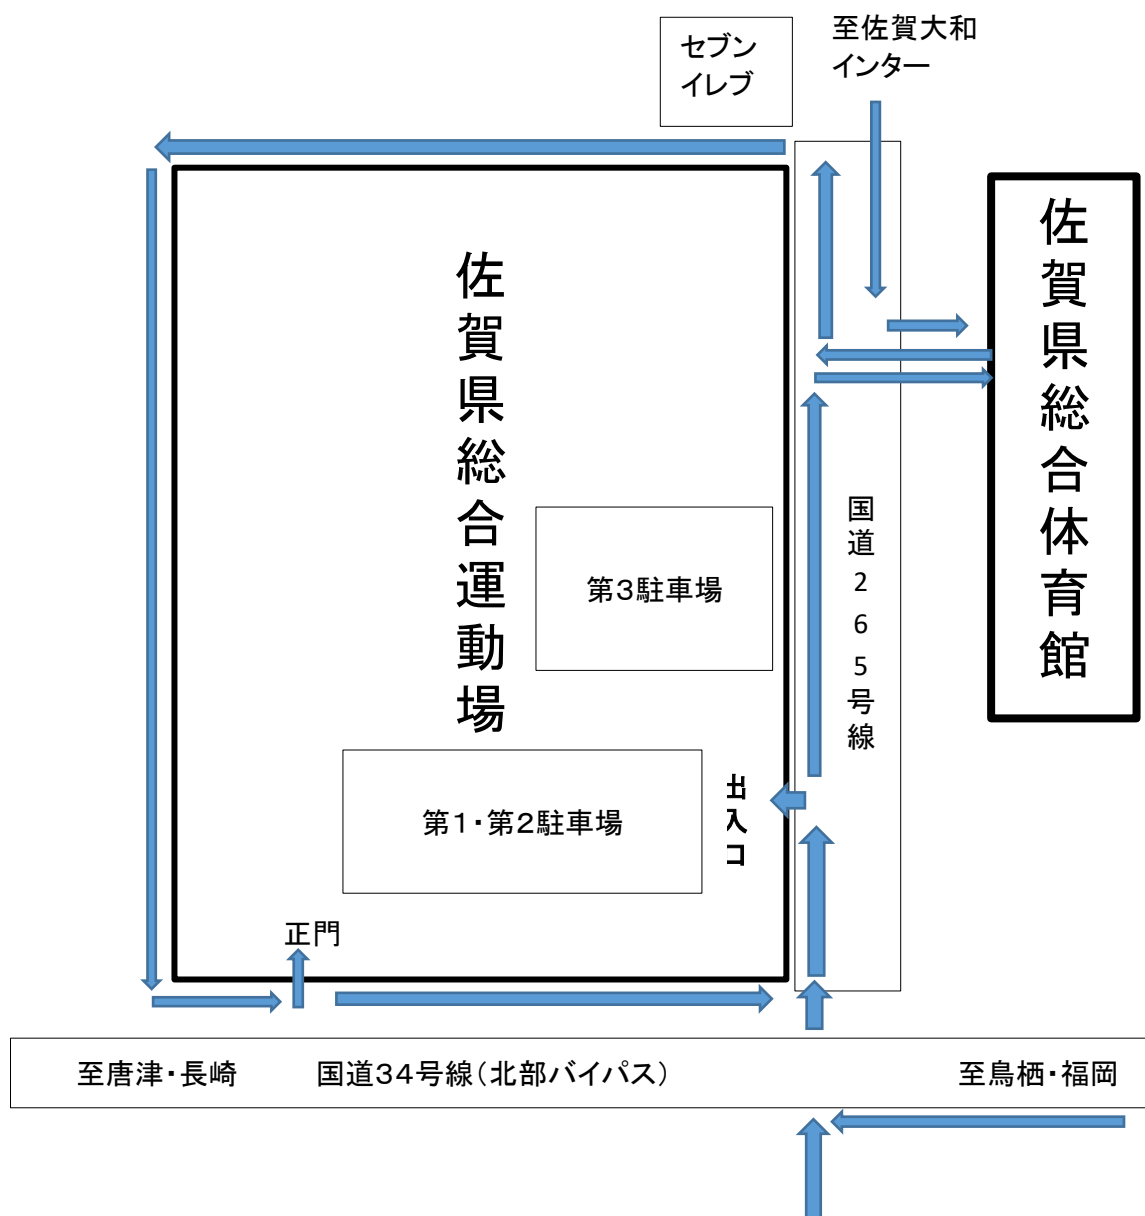 セブン
イレブ
至佐賀大和
インター
佐賀県総合体育館
佐賀県総合運動場
国道265号線
第3駐車場
第1・第2駐車場
出入口
正門
至唐津・長崎
国道34号線(北部バイパス)
至鳥栖・福岡